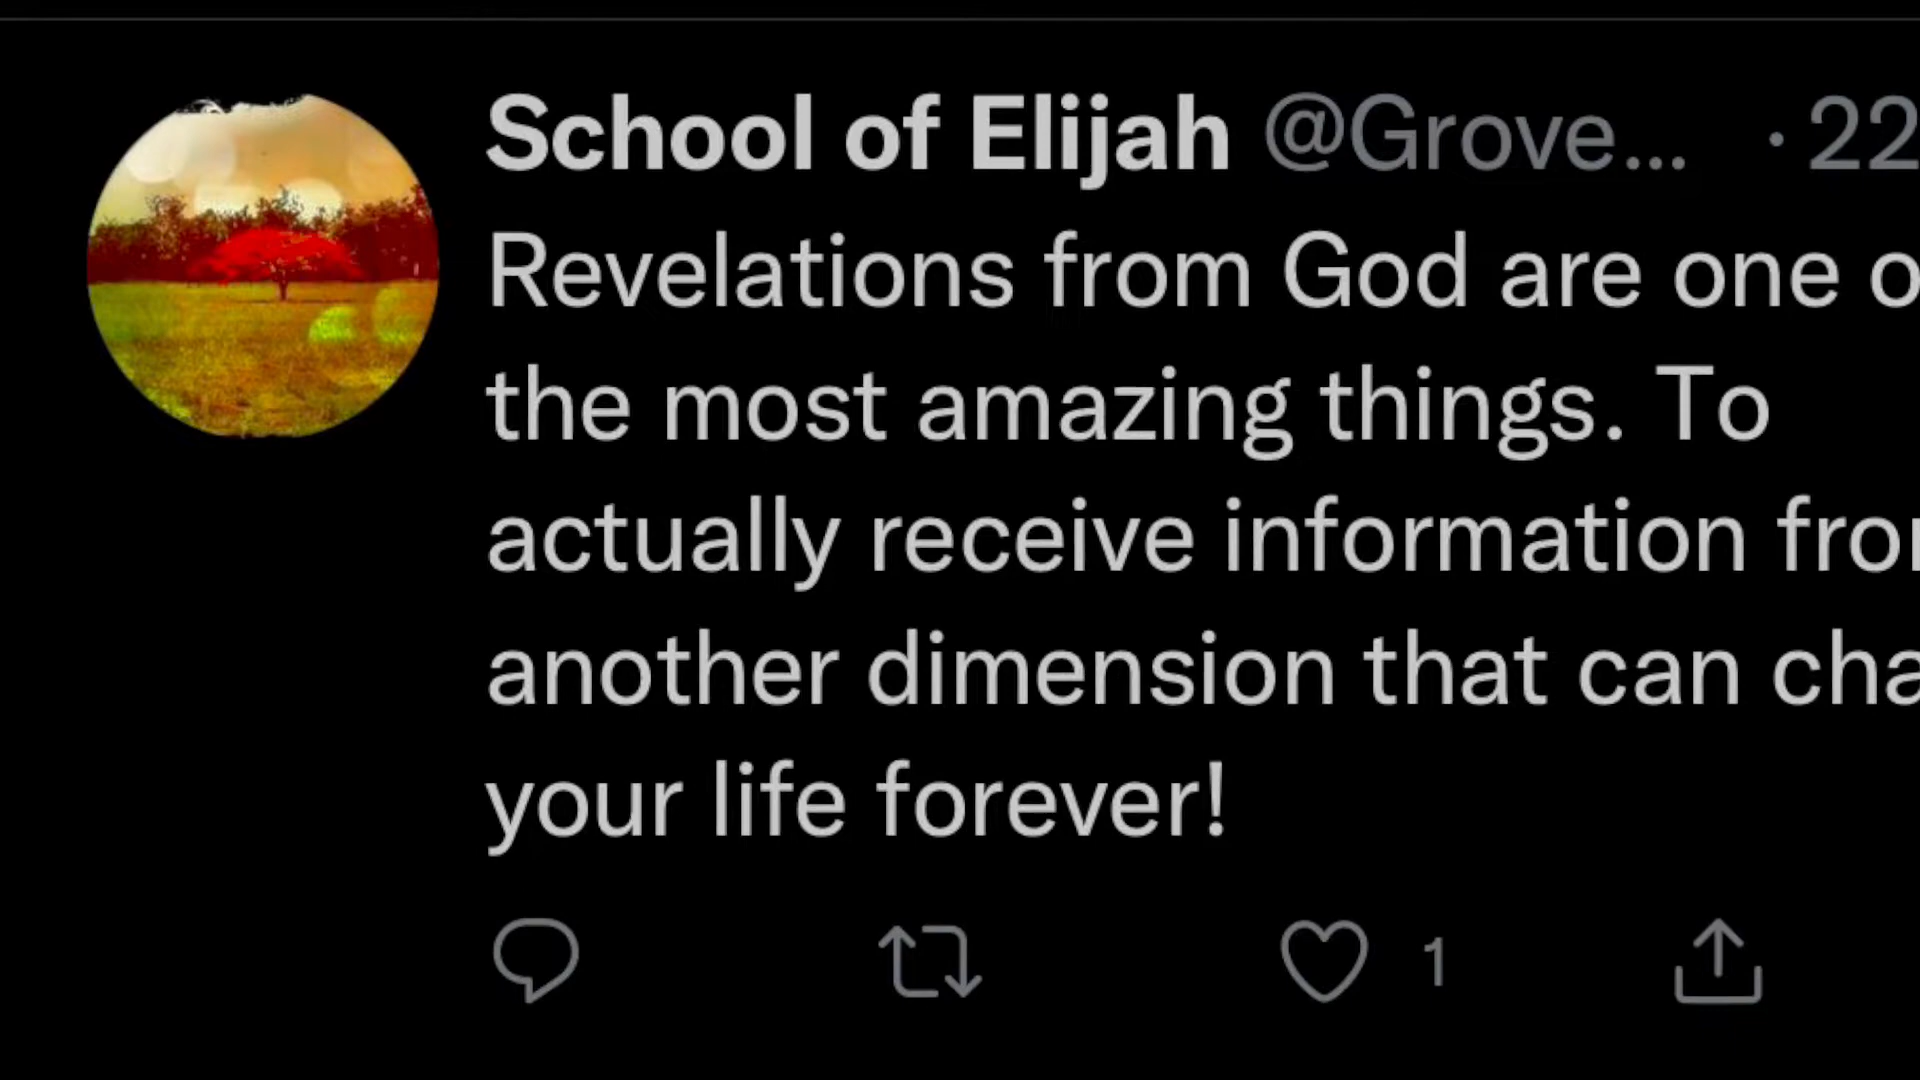 School of Elijah @Grove... · 22
Revelations from God are one o
the most amazing things. To
actually receive information fro
another dimension that can cha
your life forever!
1